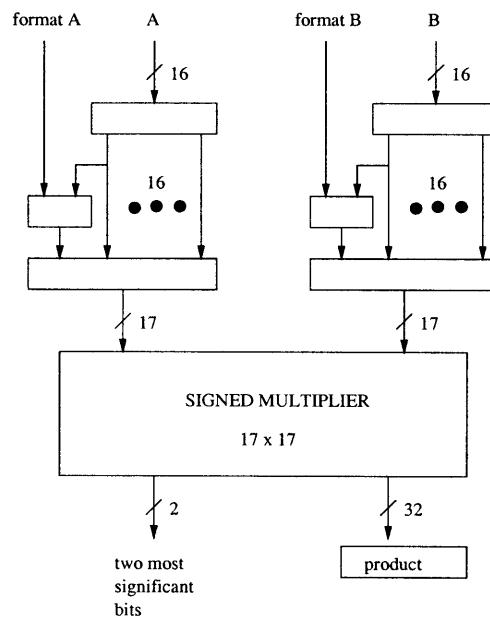 format A
A
format B
B
16
16
16
16
17
17
SIGNED MULTIPLIER
17 x 17
2
32
two most
significant
bits
product